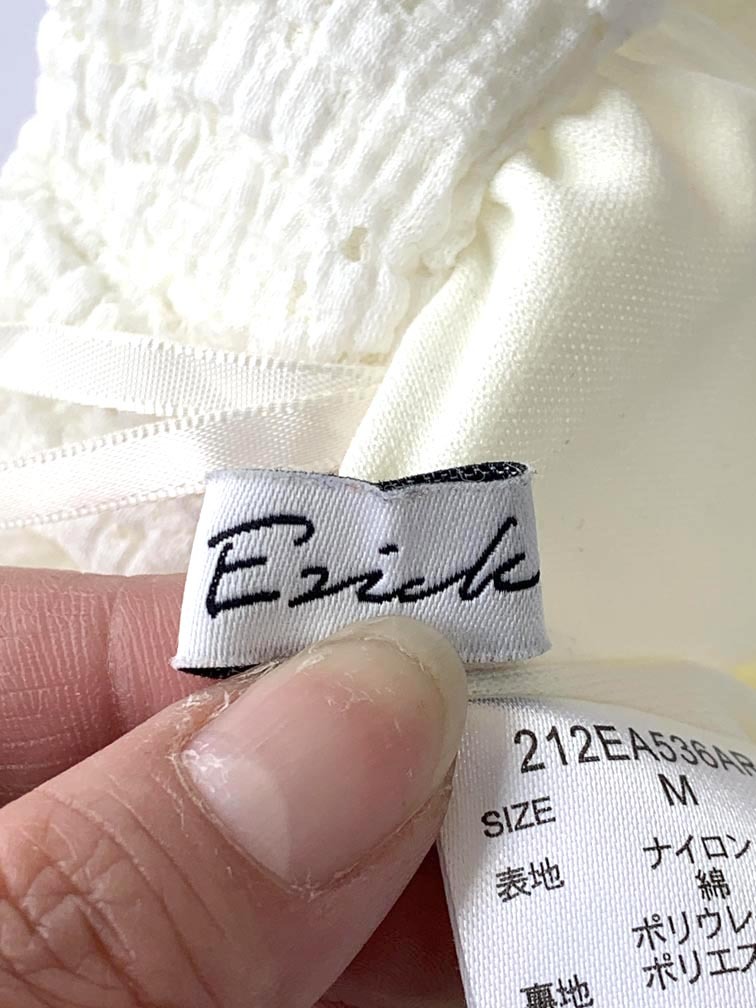 Erick
212EA536AR
SIZE M
表地 ナイロン
綿
ポリウレ
ポリエス
裏地